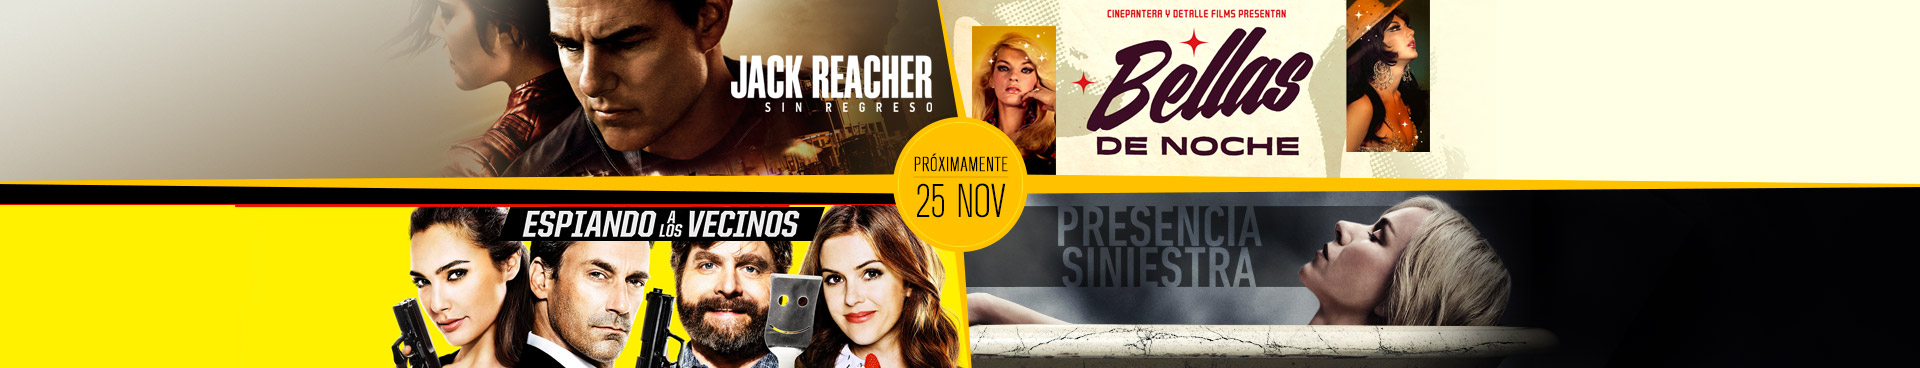 JACK REACHER
SIN REGRESO
CINEPANTERA Y DETALLE FILMS PRESENTAN
Bellas
DE NOCHE
PRÓXIMAMENTE
25 NOV
ESPIANDO A LOS VECINOS
PRESENCIA
SINIESTRA